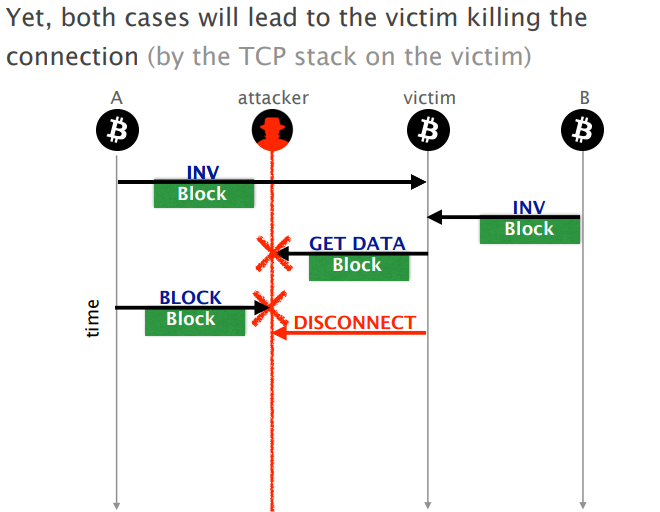 Yet, both cases will lead to the victim killing the
connection (by the TCP stack on the victim)
A attacker victim B
INV
Block
INV
Block
GET DATA
Block
BLOCK
Block
DISCONNECT
time